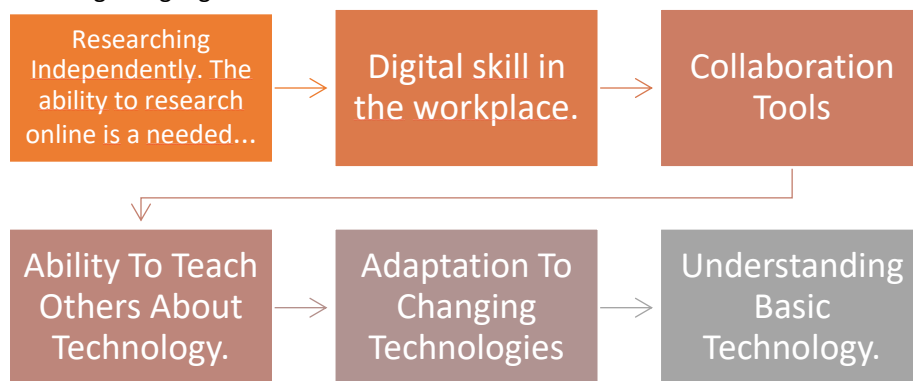 Researching
Independently. The
ability to research
online is a needed...
Digital skill in
the workplace.
Collaboration
Tools
Ability To Teach
Others About
Technology.
Adaptation To
Changing
Technologies
Understanding
Basic
Technology.